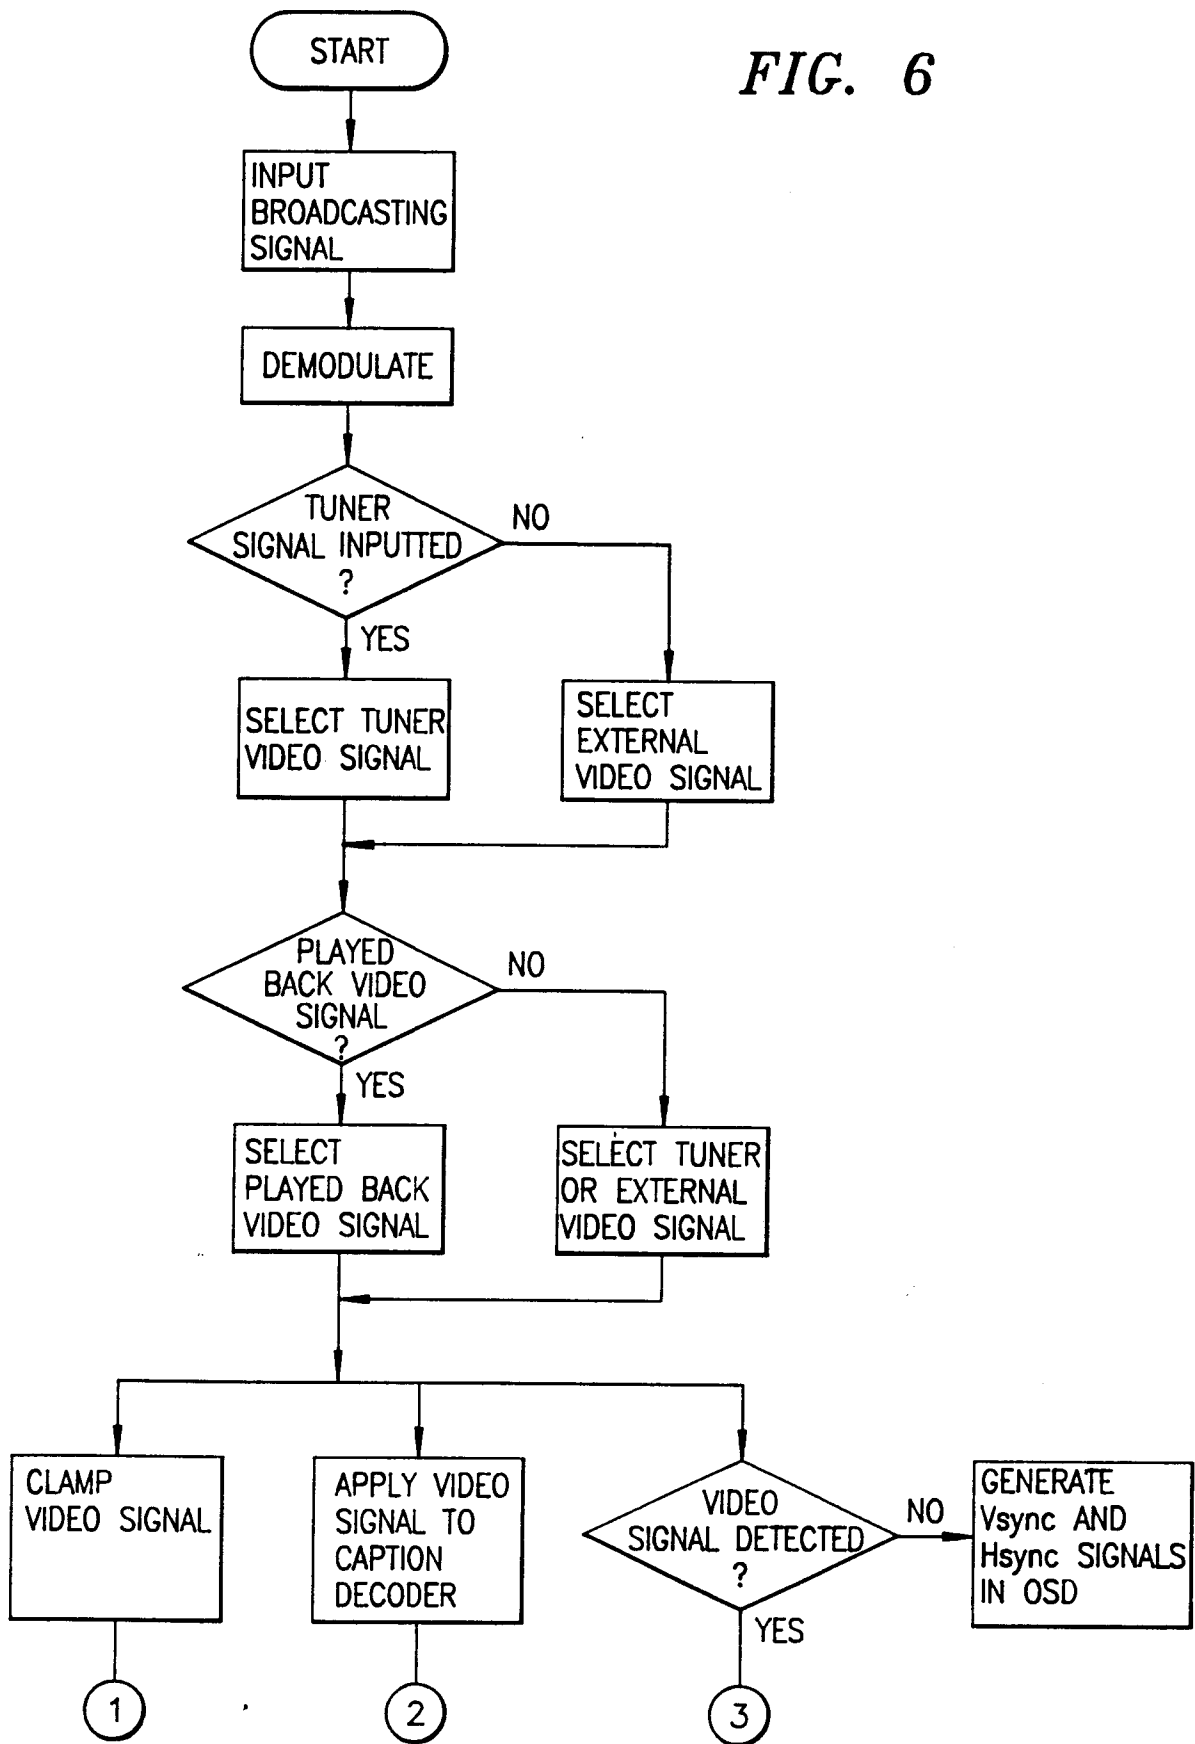 START
FIG. 6
INPUT
BROADCASTING
SIGNAL
DEMODULATE
TUNER
SIGNAL INPUTTED
?
NO
YES
SELECT TUNER
VIDEO SIGNAL
SELECT
EXTERNAL
VIDEO SIGNAL
PLAYED
BACK VIDEO
SIGNAL
?
NO
YES
SELECT
PLAYED BACK
VIDEO SIGNAL
SELECT TUNER
OR EXTERNAL
VIDEO SIGNAL
CLAMP
VIDEO SIGNAL
APPLY VIDEO
SIGNAL TO
CAPTION
DECODER
VIDEO
SIGNAL DETECTED
?
NO
YES
GENERATE
Vsync AND
Hsync SIGNALS
IN OSD
1
2
3